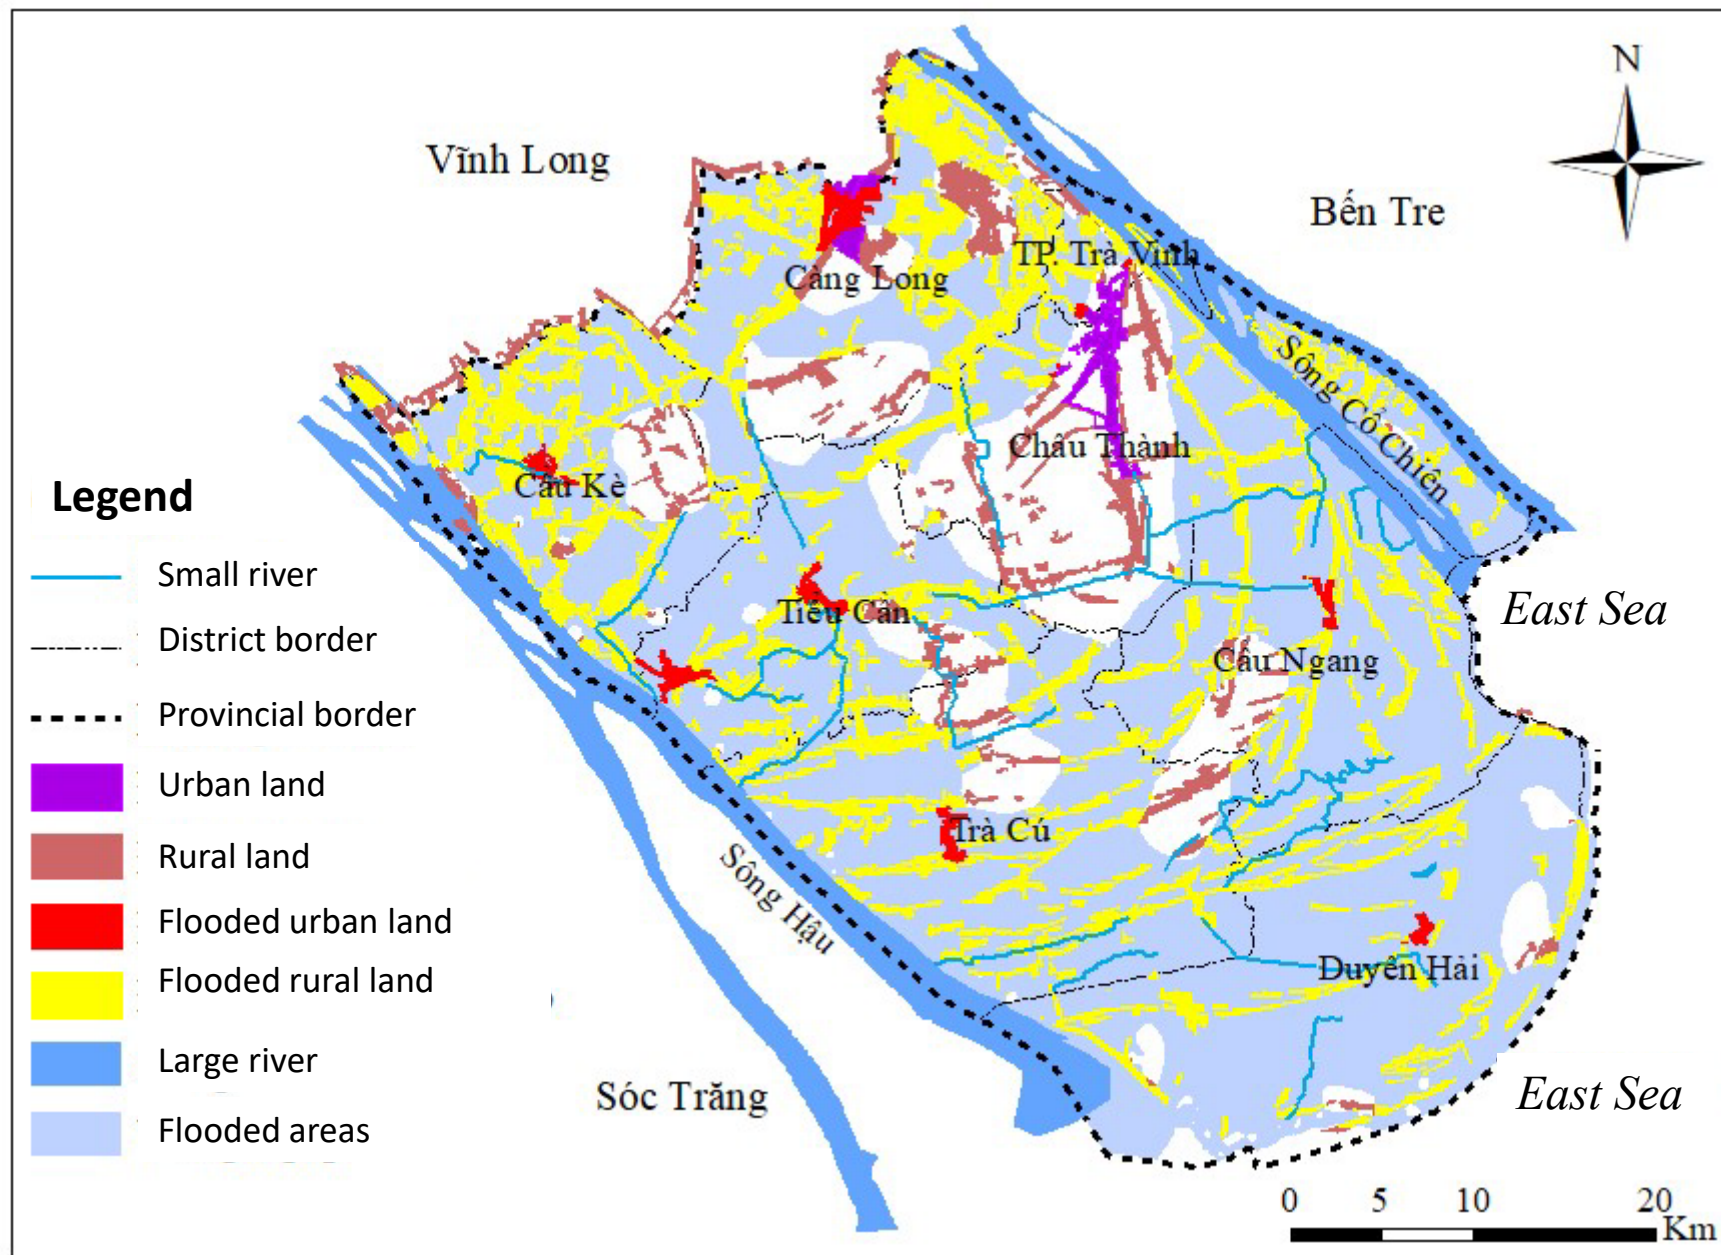 N
Vĩnh Long
Bến Tre
TP. Trà Vinh
Càng Long
Sông Cổ Chiên
Châu Thành
Cầu Kè
Legend
Small river
District border
Provincial border
Urban land
Rural land
Flooded urban land
Flooded rural land
Large river
Flooded areas
Tiểu Cần
East Sea
Cầu Ngang
Trà Cú
Sông Hậu
Duyên Hải
Sóc Trăng
East Sea
0 5 10 20
Km